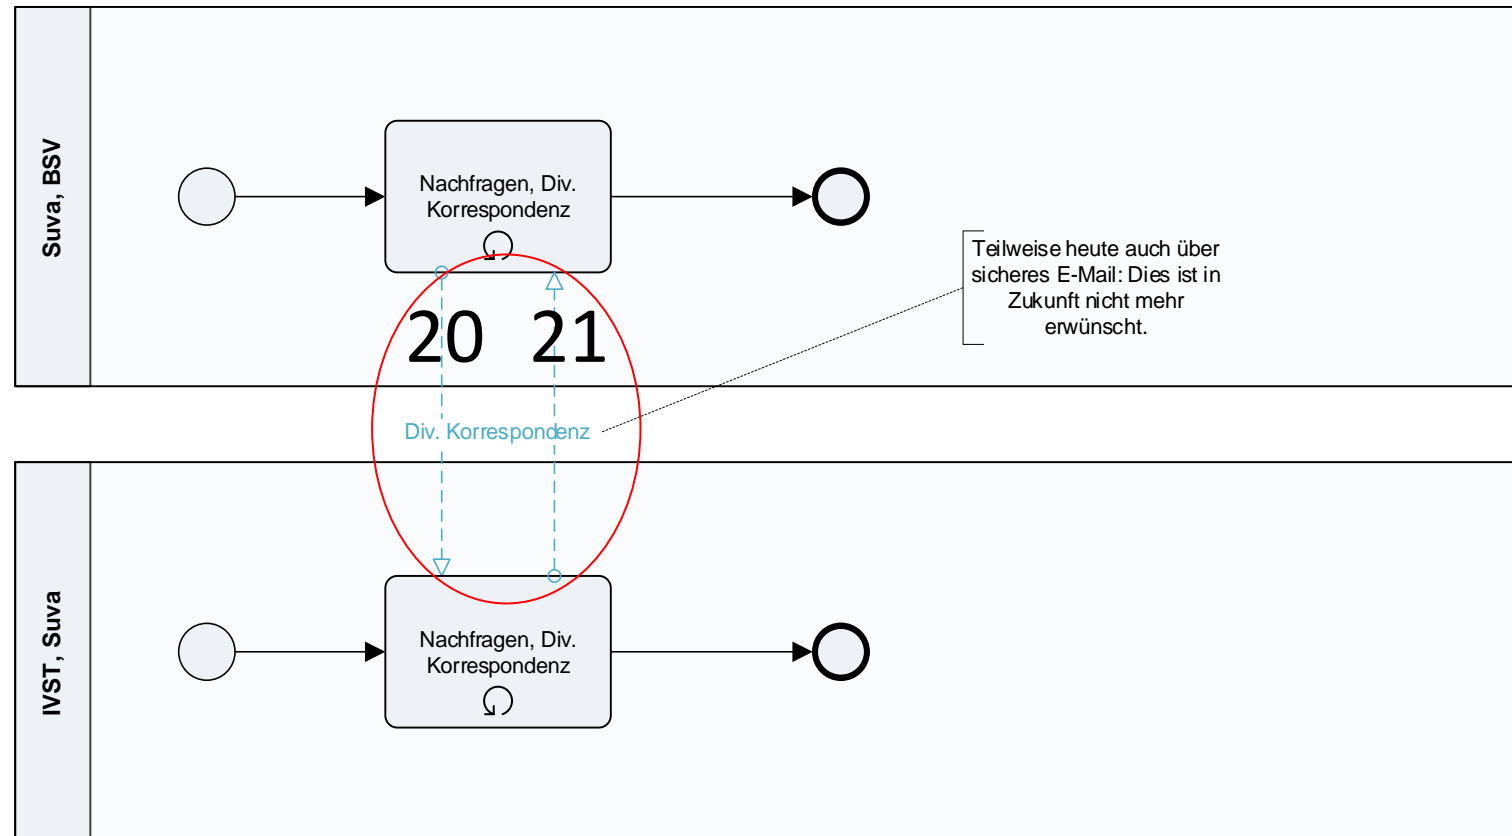 Suva, BSV
Nachfragen, Div.
Korrespondenz
20 21
Teilweise heute auch über
sicheres E-Mail: Dies ist in
Zukunft nicht mehr
erwünscht.
Div. Korrespondenz
IVST, Suva
Nachfragen, Div.
Korrespondenz